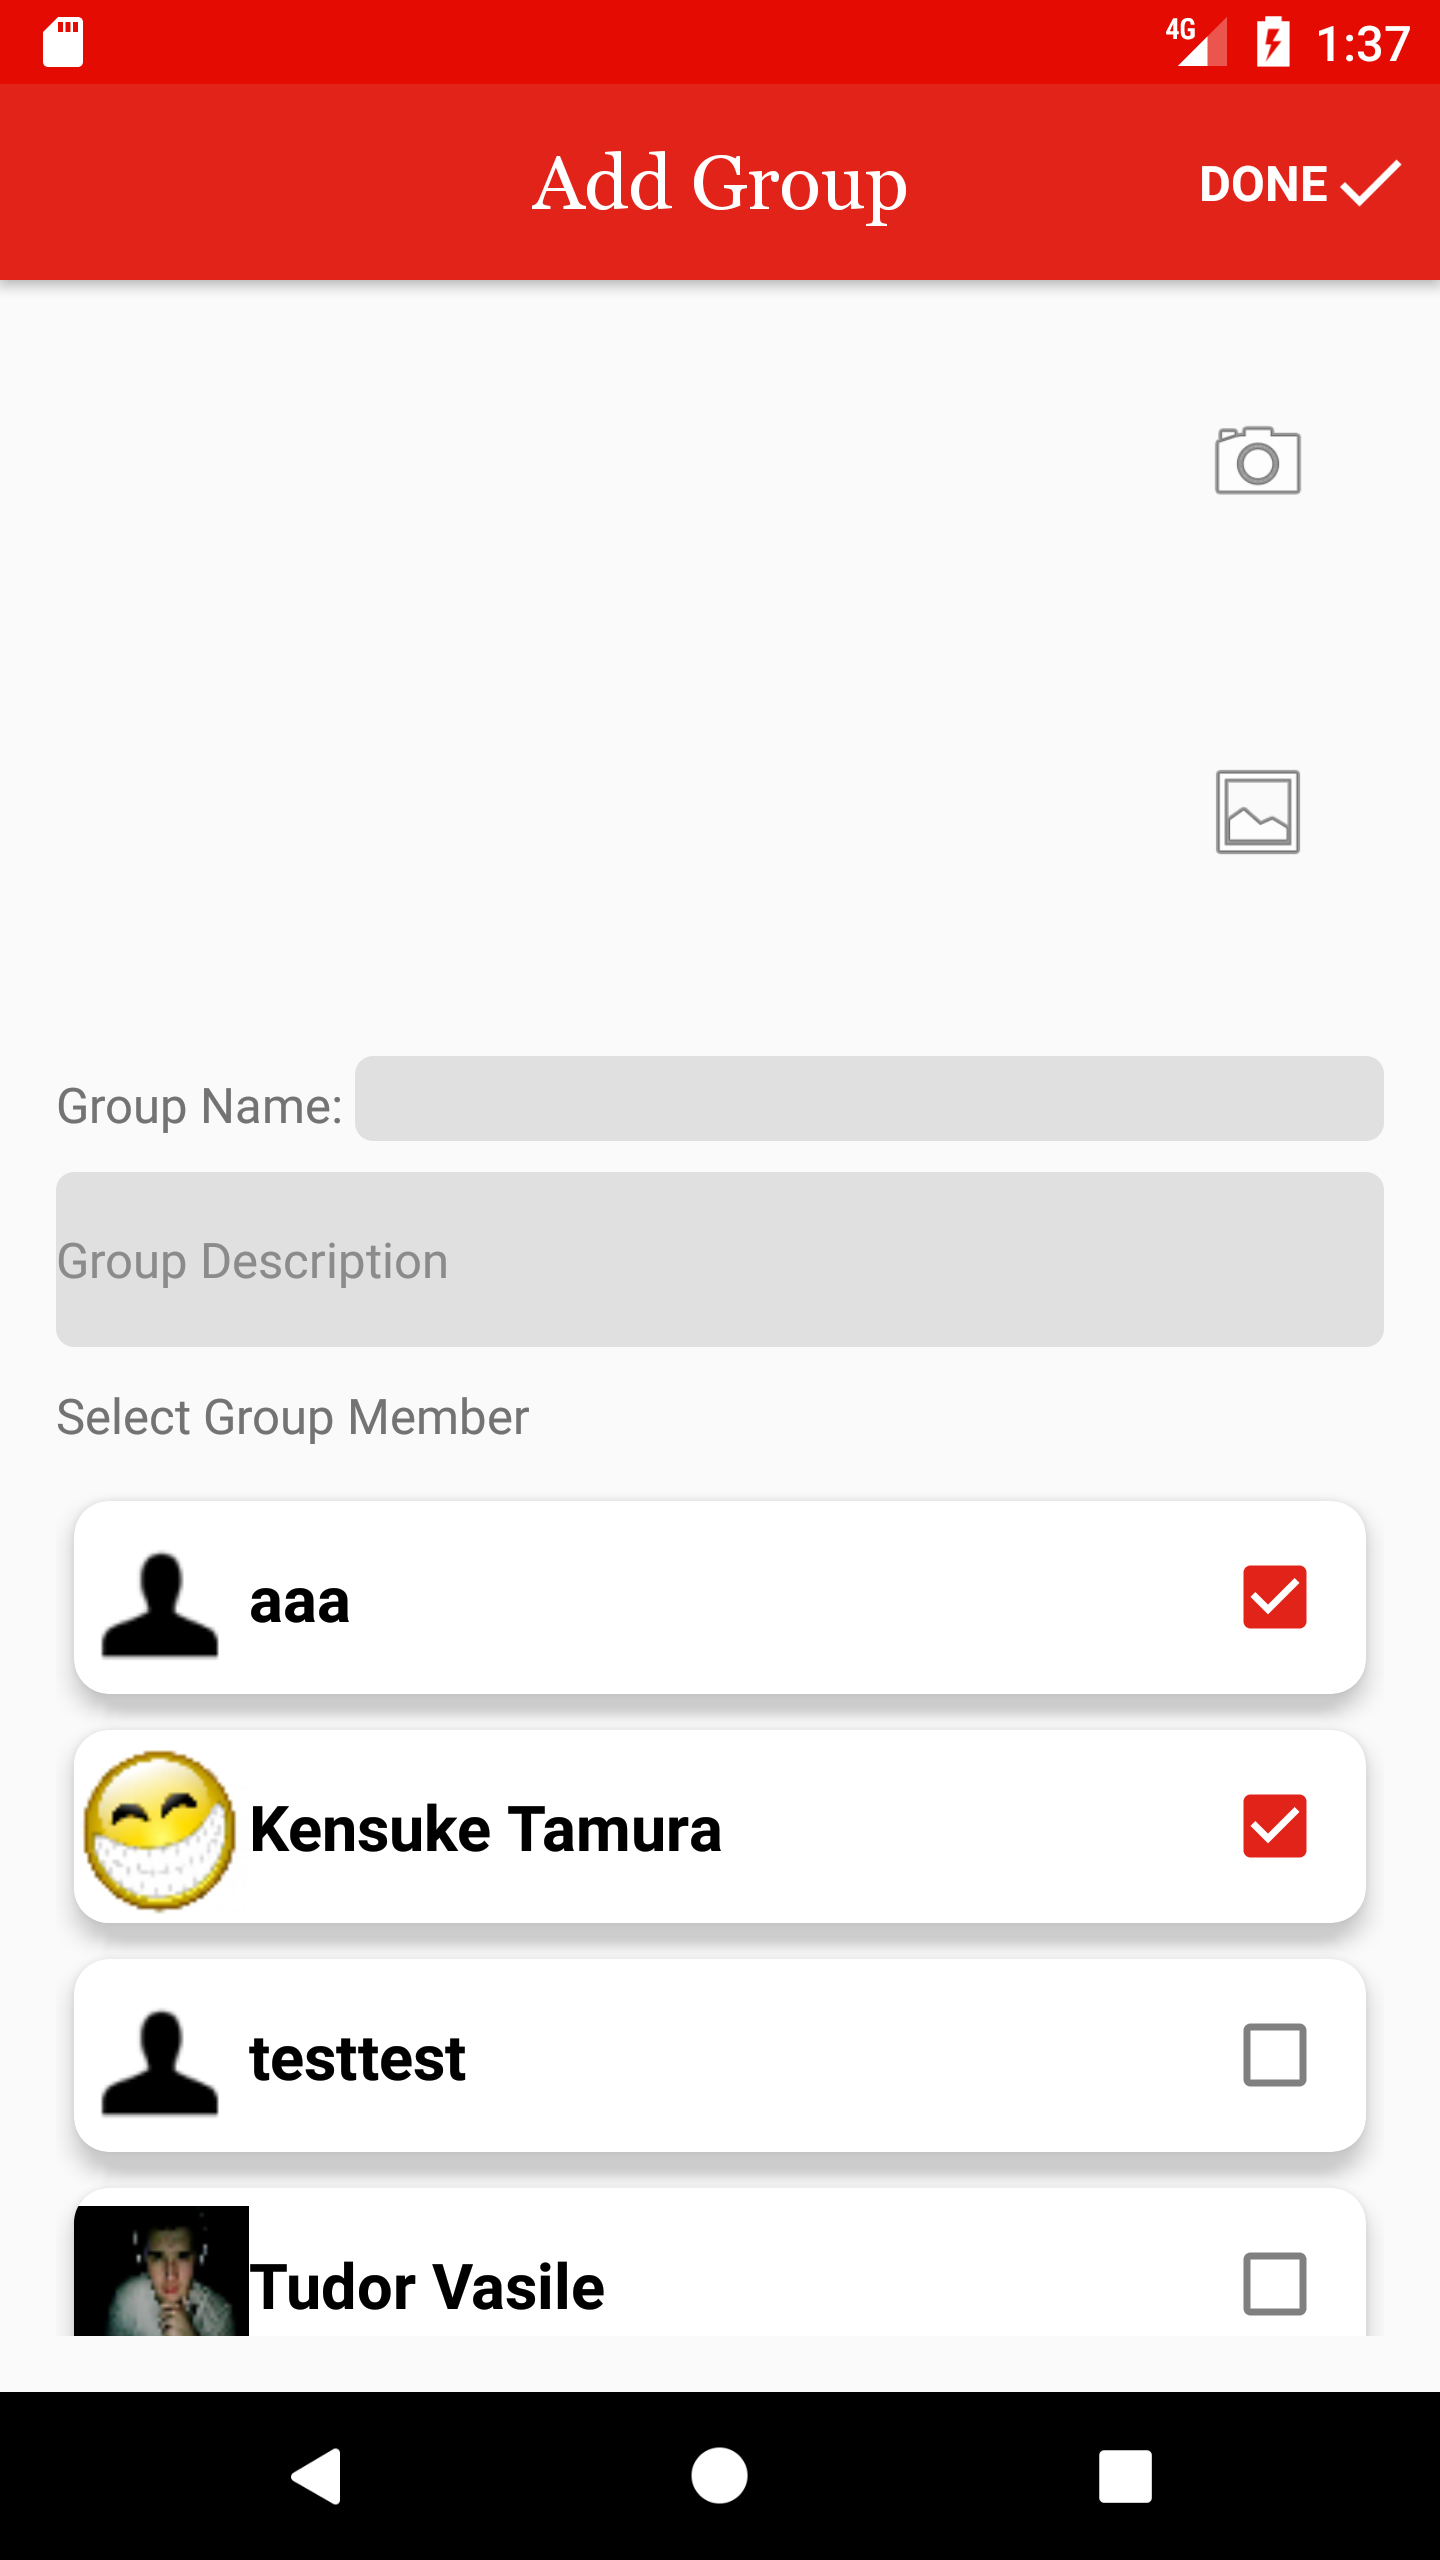 4G 1:37
Add Group
DONE
Group Name:
Group Description
Select Group Member
aaa
Kensuke Tamura
testtest
Tudor Vasile